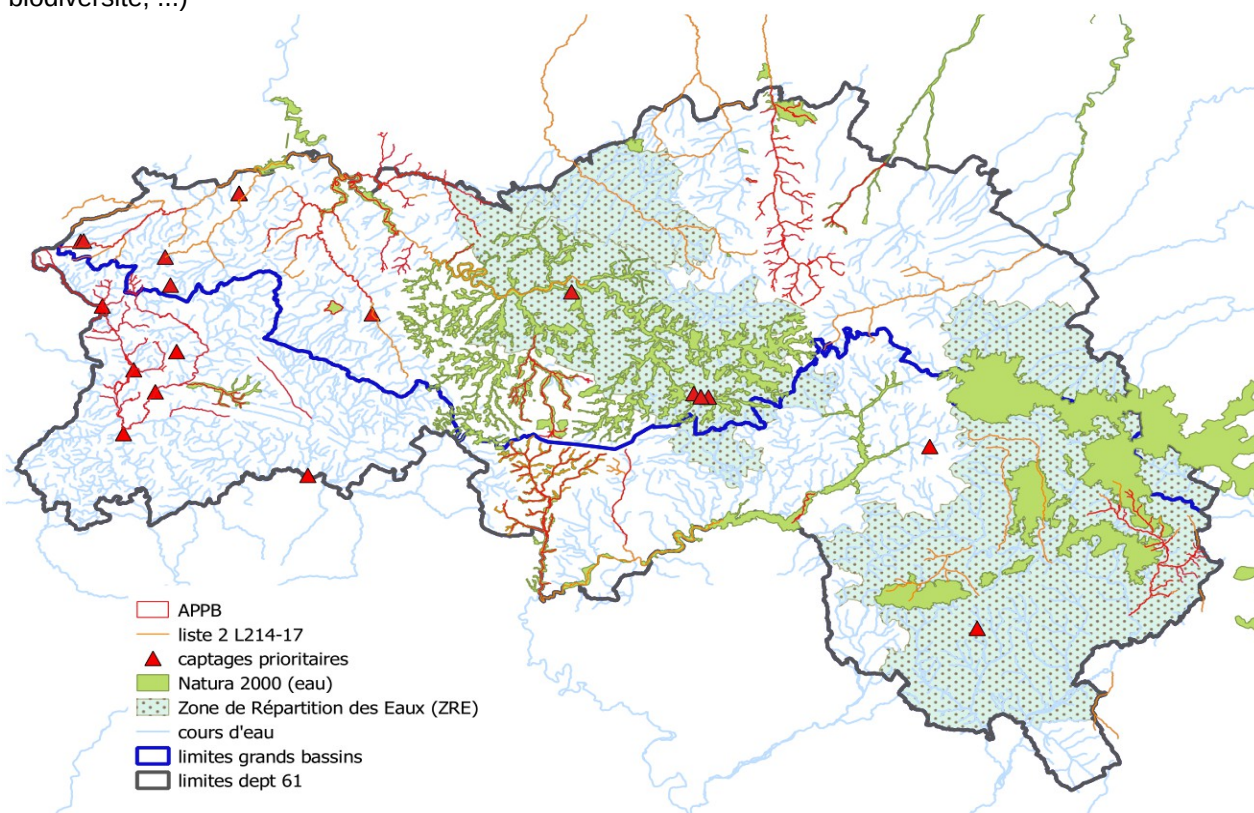 biodiversité, ...)
APPB
liste 2 L214-17
captages prioritaires
Natura 2000 (eau)
Zone de Répartition des Eaux (ZRE)
cours d'eau
limites grands bassins
limites dept 61